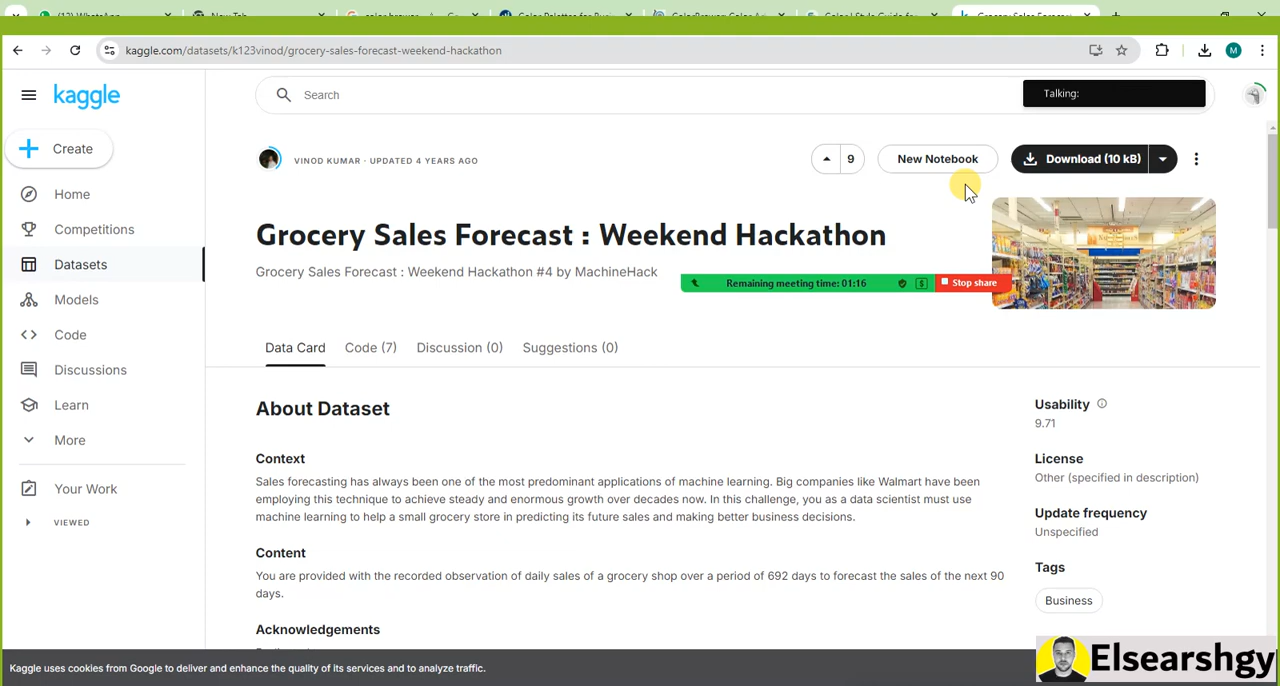 (12) WhatsApp
New Tab
kaggle.com/datasets/k123vinod/grocery-sales-forecast-weekend-hackathon
M
kaggle
Search
Talking:
Create
VINOD KUMAR · UPDATED 4 YEARS AGO
9
New Notebook
Download (10 kB)
Home
Competitions
Datasets
Models
Code
Discussions
Learn
More
Your Work
VIEWED
Grocery Sales Forecast : Weekend Hackathon
Grocery Sales Forecast : Weekend Hackathon #4 by MachineHack
Remaining meeting time: 01:16
Stop share
Data Card
Code (7)
Discussion (0)
Suggestions (0)
About Dataset
Context
Sales forecasting has always been one of the most predominant applications of machine learning. Big companies like Walmart have been
employing this technique to achieve steady and enormous growth over decades now. In this challenge, you as a data scientist must use
machine learning to help a small grocery store in predicting its future sales and making better business decisions.
Content
You are provided with the recorded observation of daily sales of a grocery shop over a period of 692 days to forecast the sales of the next 90
days.
Acknowledgements
Usability
9.71
License
Other (specified in description)
Update frequency
Unspecified
Tags
Business
Kaggle uses cookies from Google to deliver and enhance the quality of its services and to analyze traffic.
Elsearshgy